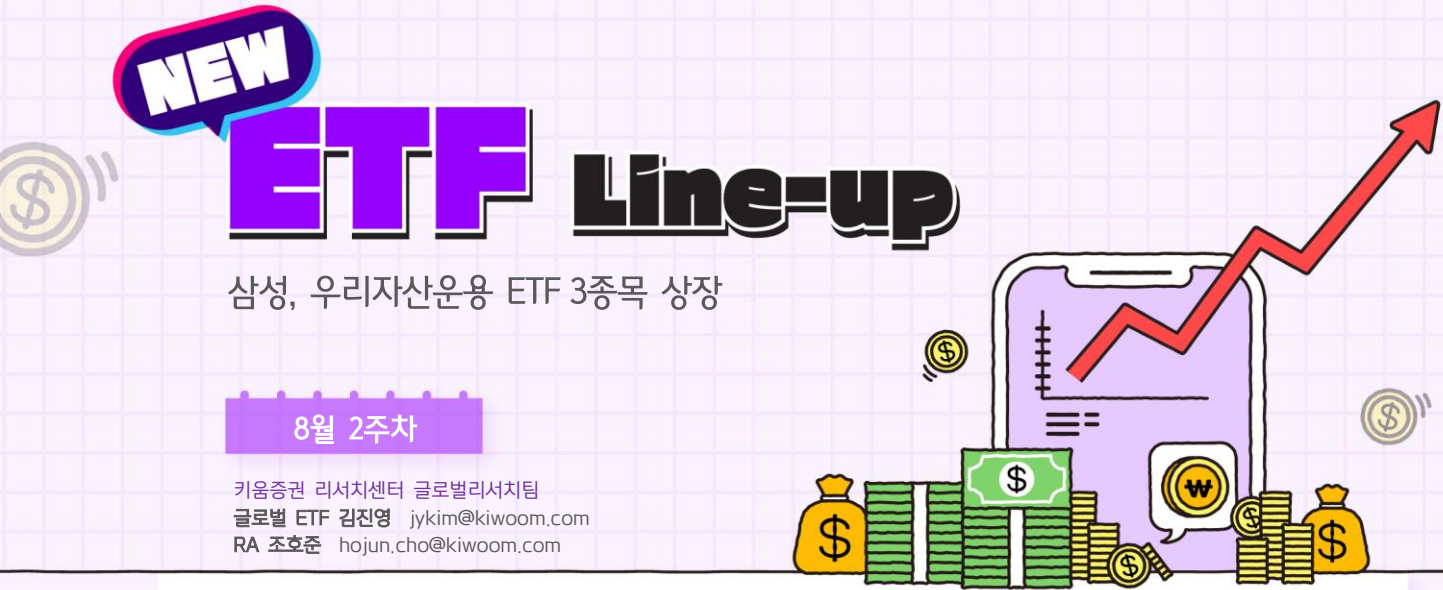 NEW
ETF Line-up
삼성, 우리자산운용 ETF 3종목 상장
8월 2주차
키움증권 리서치센터 글로벌리서치팀
글로벌 ETF 김진영 jykim@kiwoom.com
RA 조호준 hojun.cho@kiwoom.com
$
$
$
$
₩
$
$
$
$